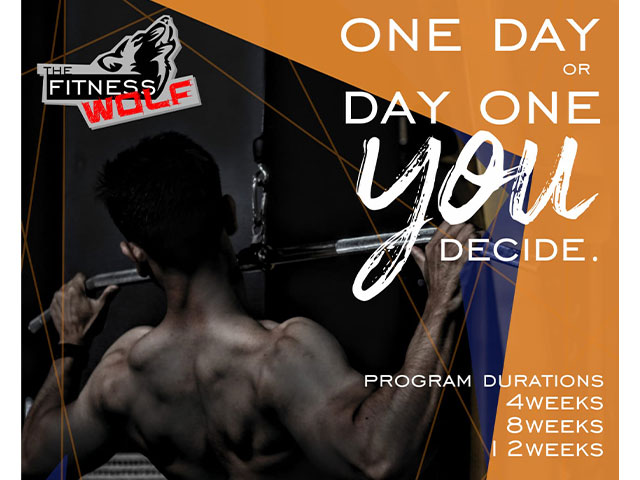 THE
FITNESS
WOLF
ONE DAY
OR
DAY ONE
you
DECIDE.
PROGRAM DURATIONS
4WEEKS
8WEEKS
12WEEKS